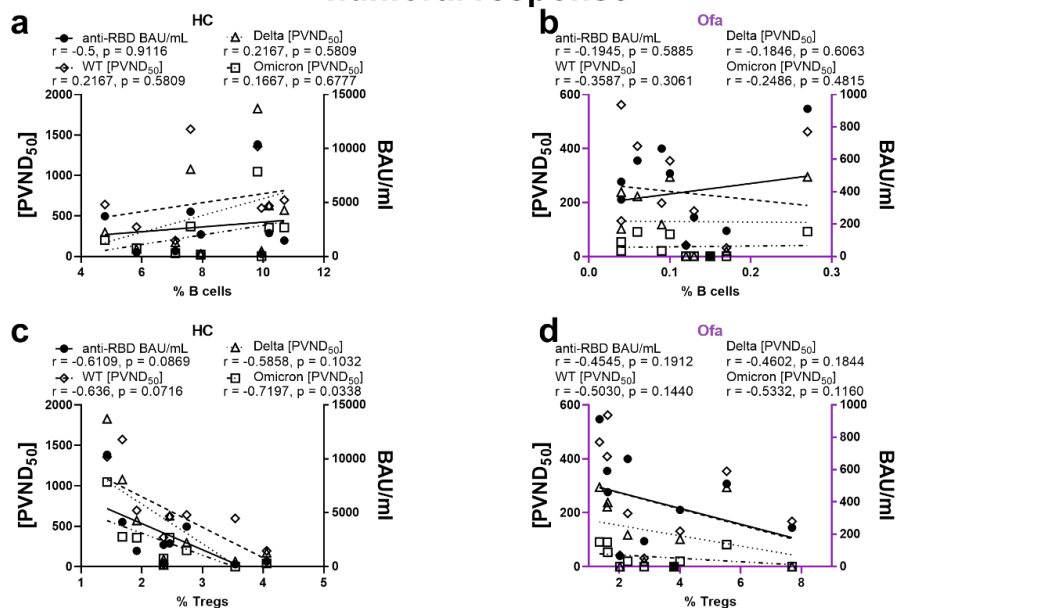 humoral response
a
HC
anti-RBD BAU/mL
r = -0.5, p = 0.9116
Delta [PVND50]
r = 0.2167, p = 0.5809
WT [PVND50]
r = 0.2167, p = 0.5809
Omicron [PVND50]
r = 0.1667, p = 0.6777
[PVND50]
2000
1500
1000
500
0
15000
10000
5000
0
BAU/ml
4 6 8 10 12
% B cells
b
Ofa
anti-RBD BAU/mL
r = -0.1945, p = 0.5885
Delta [PVND50]
r = -0.1846, p = 0.6063
WT [PVND50]
r = -0.3587, p = 0.3061
Omicron [PVND50]
r = -0.2486, p = 0.4815
[PVND50]
600
400
200
0
1000
800
600
400
200
0
BAU/ml
0.0 0.1 0.2 0.3
% B cells
c
HC
anti-RBD BAU/mL
r = -0.6109, p = 0.0869
Delta [PVND50]
r = -0.5858, p = 0.1032
WT [PVND50]
r = -0.636, p = 0.0716
Omicron [PVND50]
r = -0.7197, p = 0.0338
[PVND50]
2000
1500
1000
500
0
15000
10000
5000
0
BAU/ml
1 2 3 4 5
% Tregs
d
Ofa
anti-RBD BAU/mL
r = -0.4545, p = 0.1912
Delta [PVND50]
r = -0.4602, p = 0.1844
WT [PVND50]
r = -0.5030, p = 0.1440
Omicron [PVND50]
r = -0.5332, p = 0.1160
[PVND50]
600
400
200
0
1000
800
600
400
200
0
BAU/ml
2 4 6 8
% Tregs